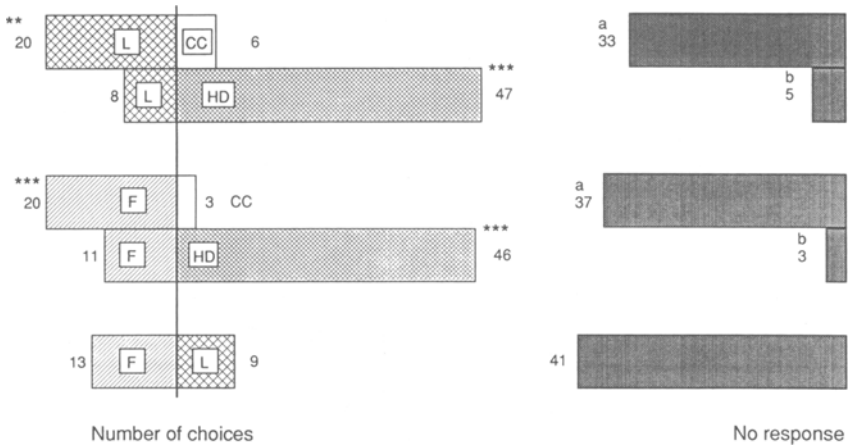 ** a
20 L CC 6 33
*** b
8 L HD 47 5
*** a
20 F 3 CC 37
*** b
11 F HD 46 3
13 F L 9 41
Number of choices No response